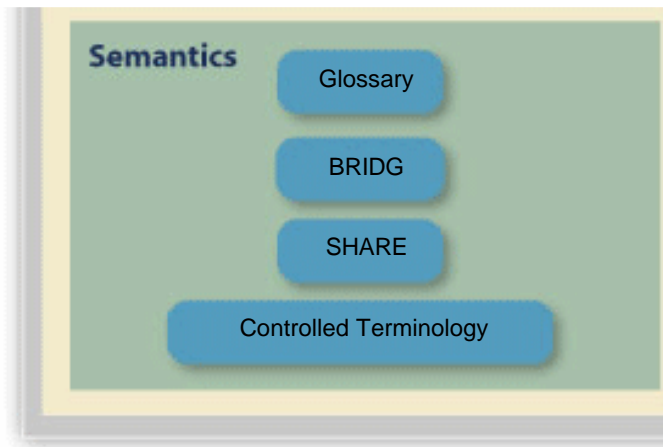 Semantics
Glossary
BRIDG
SHARE
Controlled Terminology